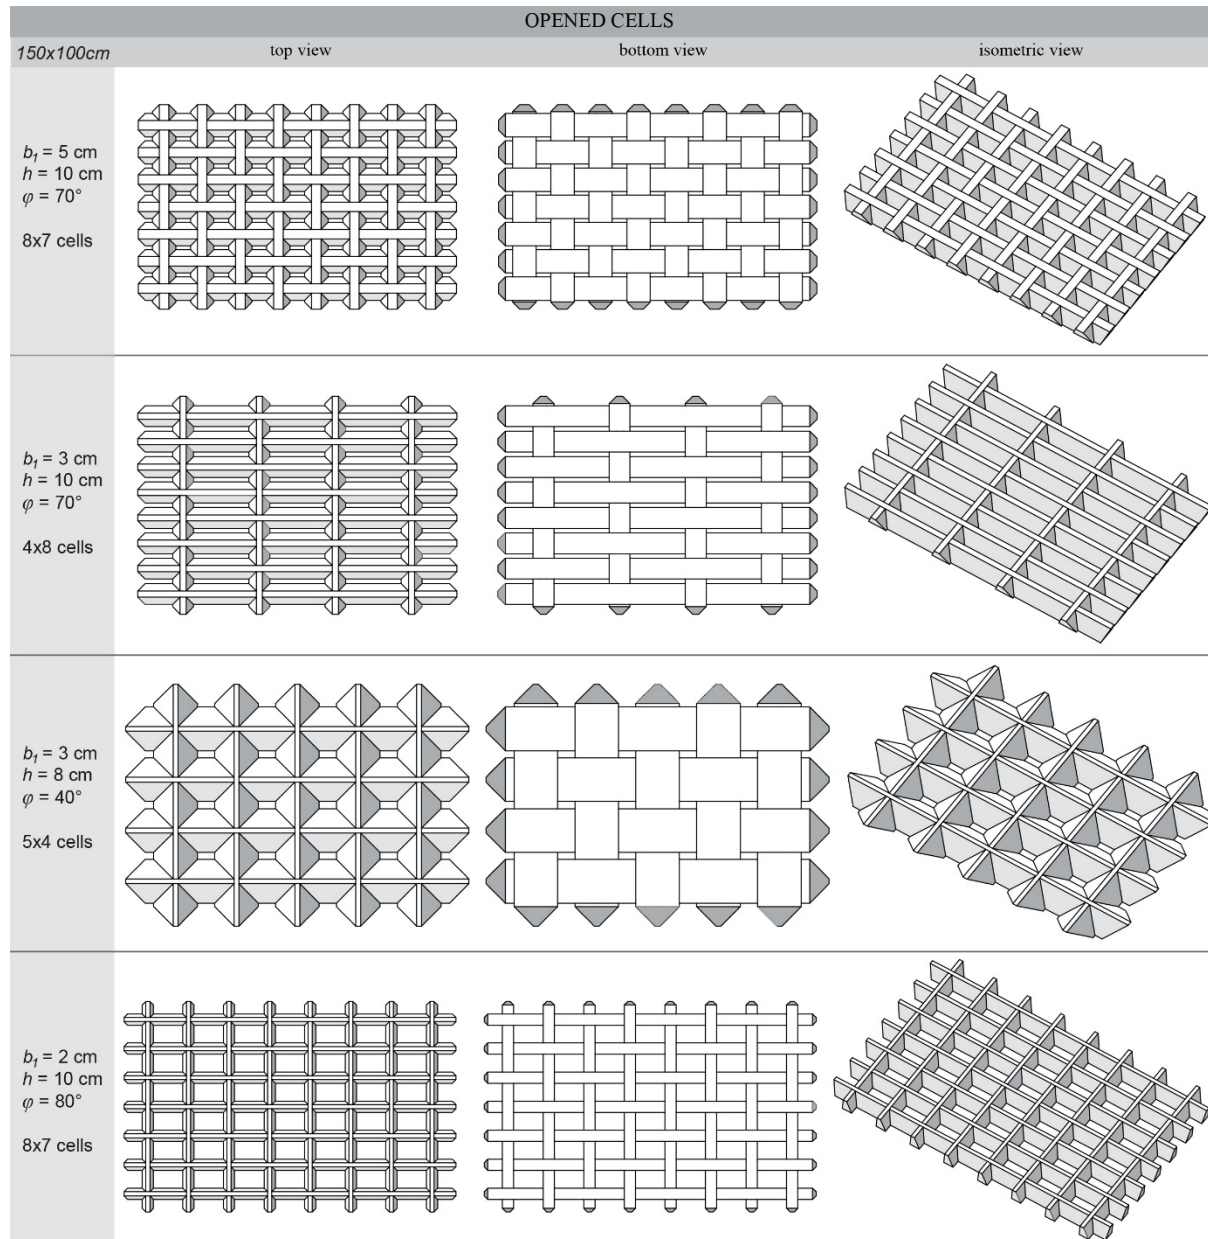 OPENED CELLS
150x100cm top view bottom view isometric view
b₁ = 5 cm
h = 10 cm
φ = 70°
8x7 cells
b₁ = 3 cm
h = 10 cm
φ = 70°
4x8 cells
b₁ = 3 cm
h = 8 cm
φ = 40°
5x4 cells
b₁ = 2 cm
h = 10 cm
φ = 80°
8x7 cells